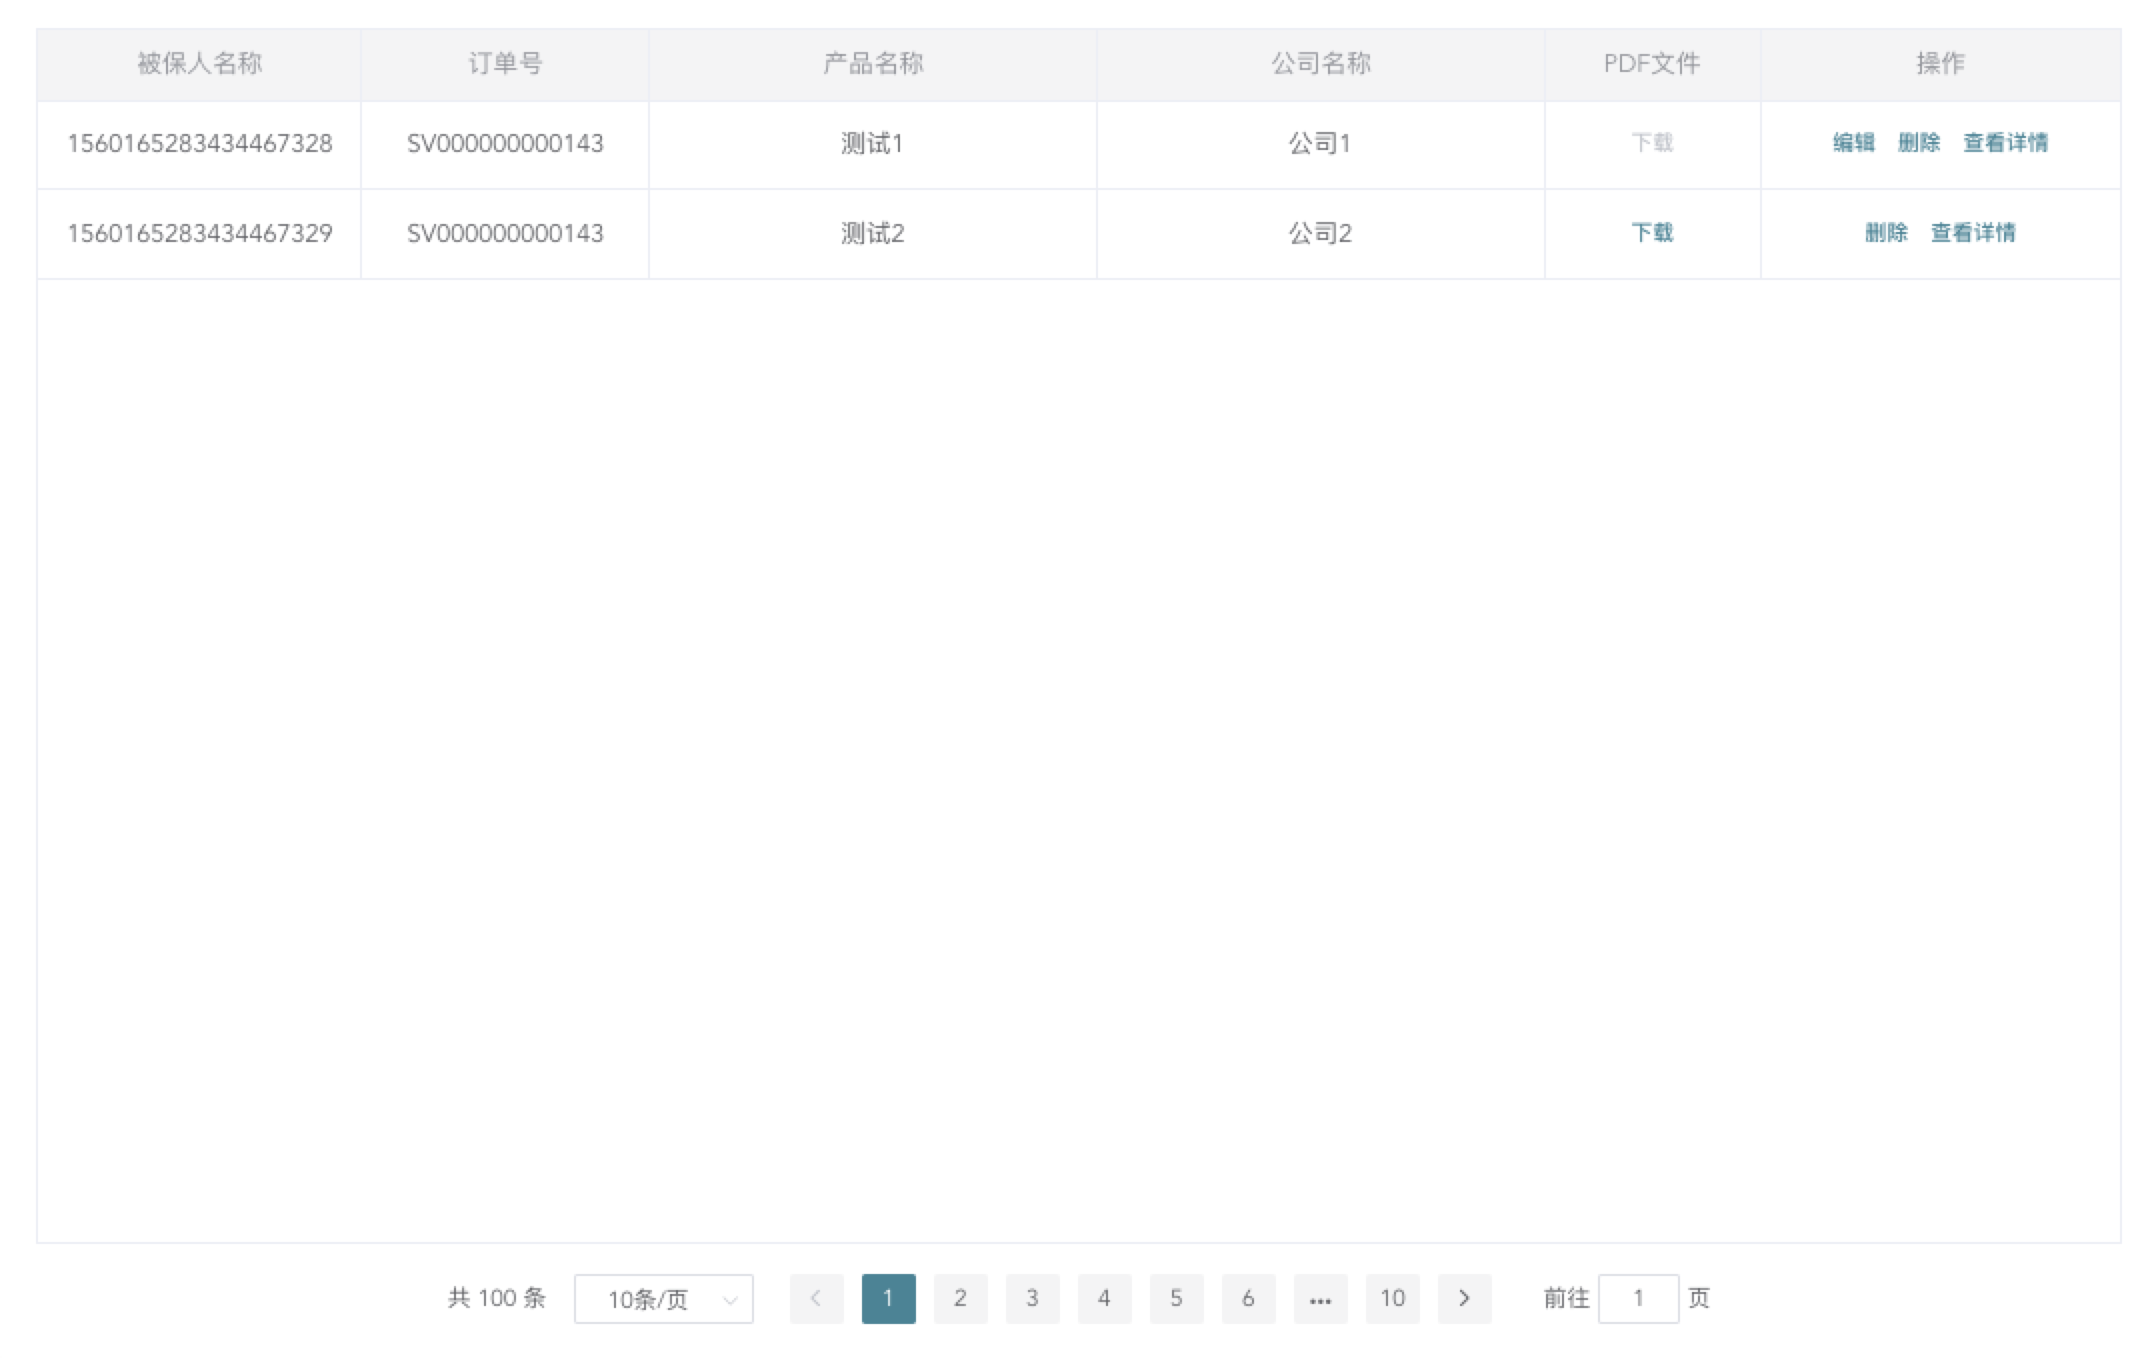 被保人名称 订单号 产品名称 公司名称 PDF文件 操作
1560165283434467328 SV000000000143 测试1 公司1 下载 编辑 删除 查看详情
1560165283434467329 SV000000000143 测试2 公司2 下载 删除 查看详情
共 100 条 10条/页 1 2 3 4 5 6 ... 10 前往 1 页